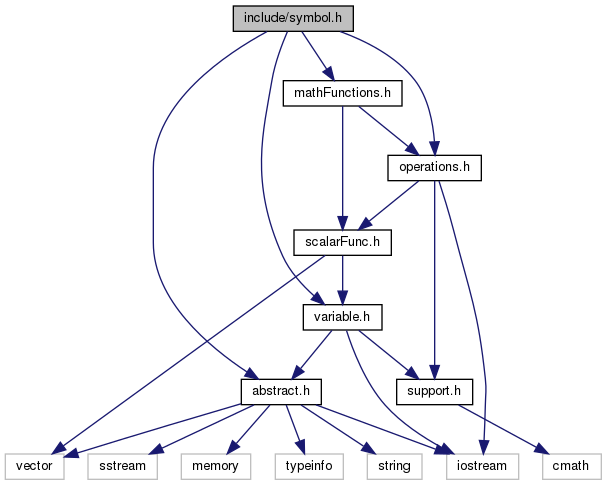 include/symbol.h
mathFunctions.h
operations.h
scalarFunc.h
variable.h
abstract.h
support.h
vector
sstream
memory
typeinfo
string
iostream
cmath